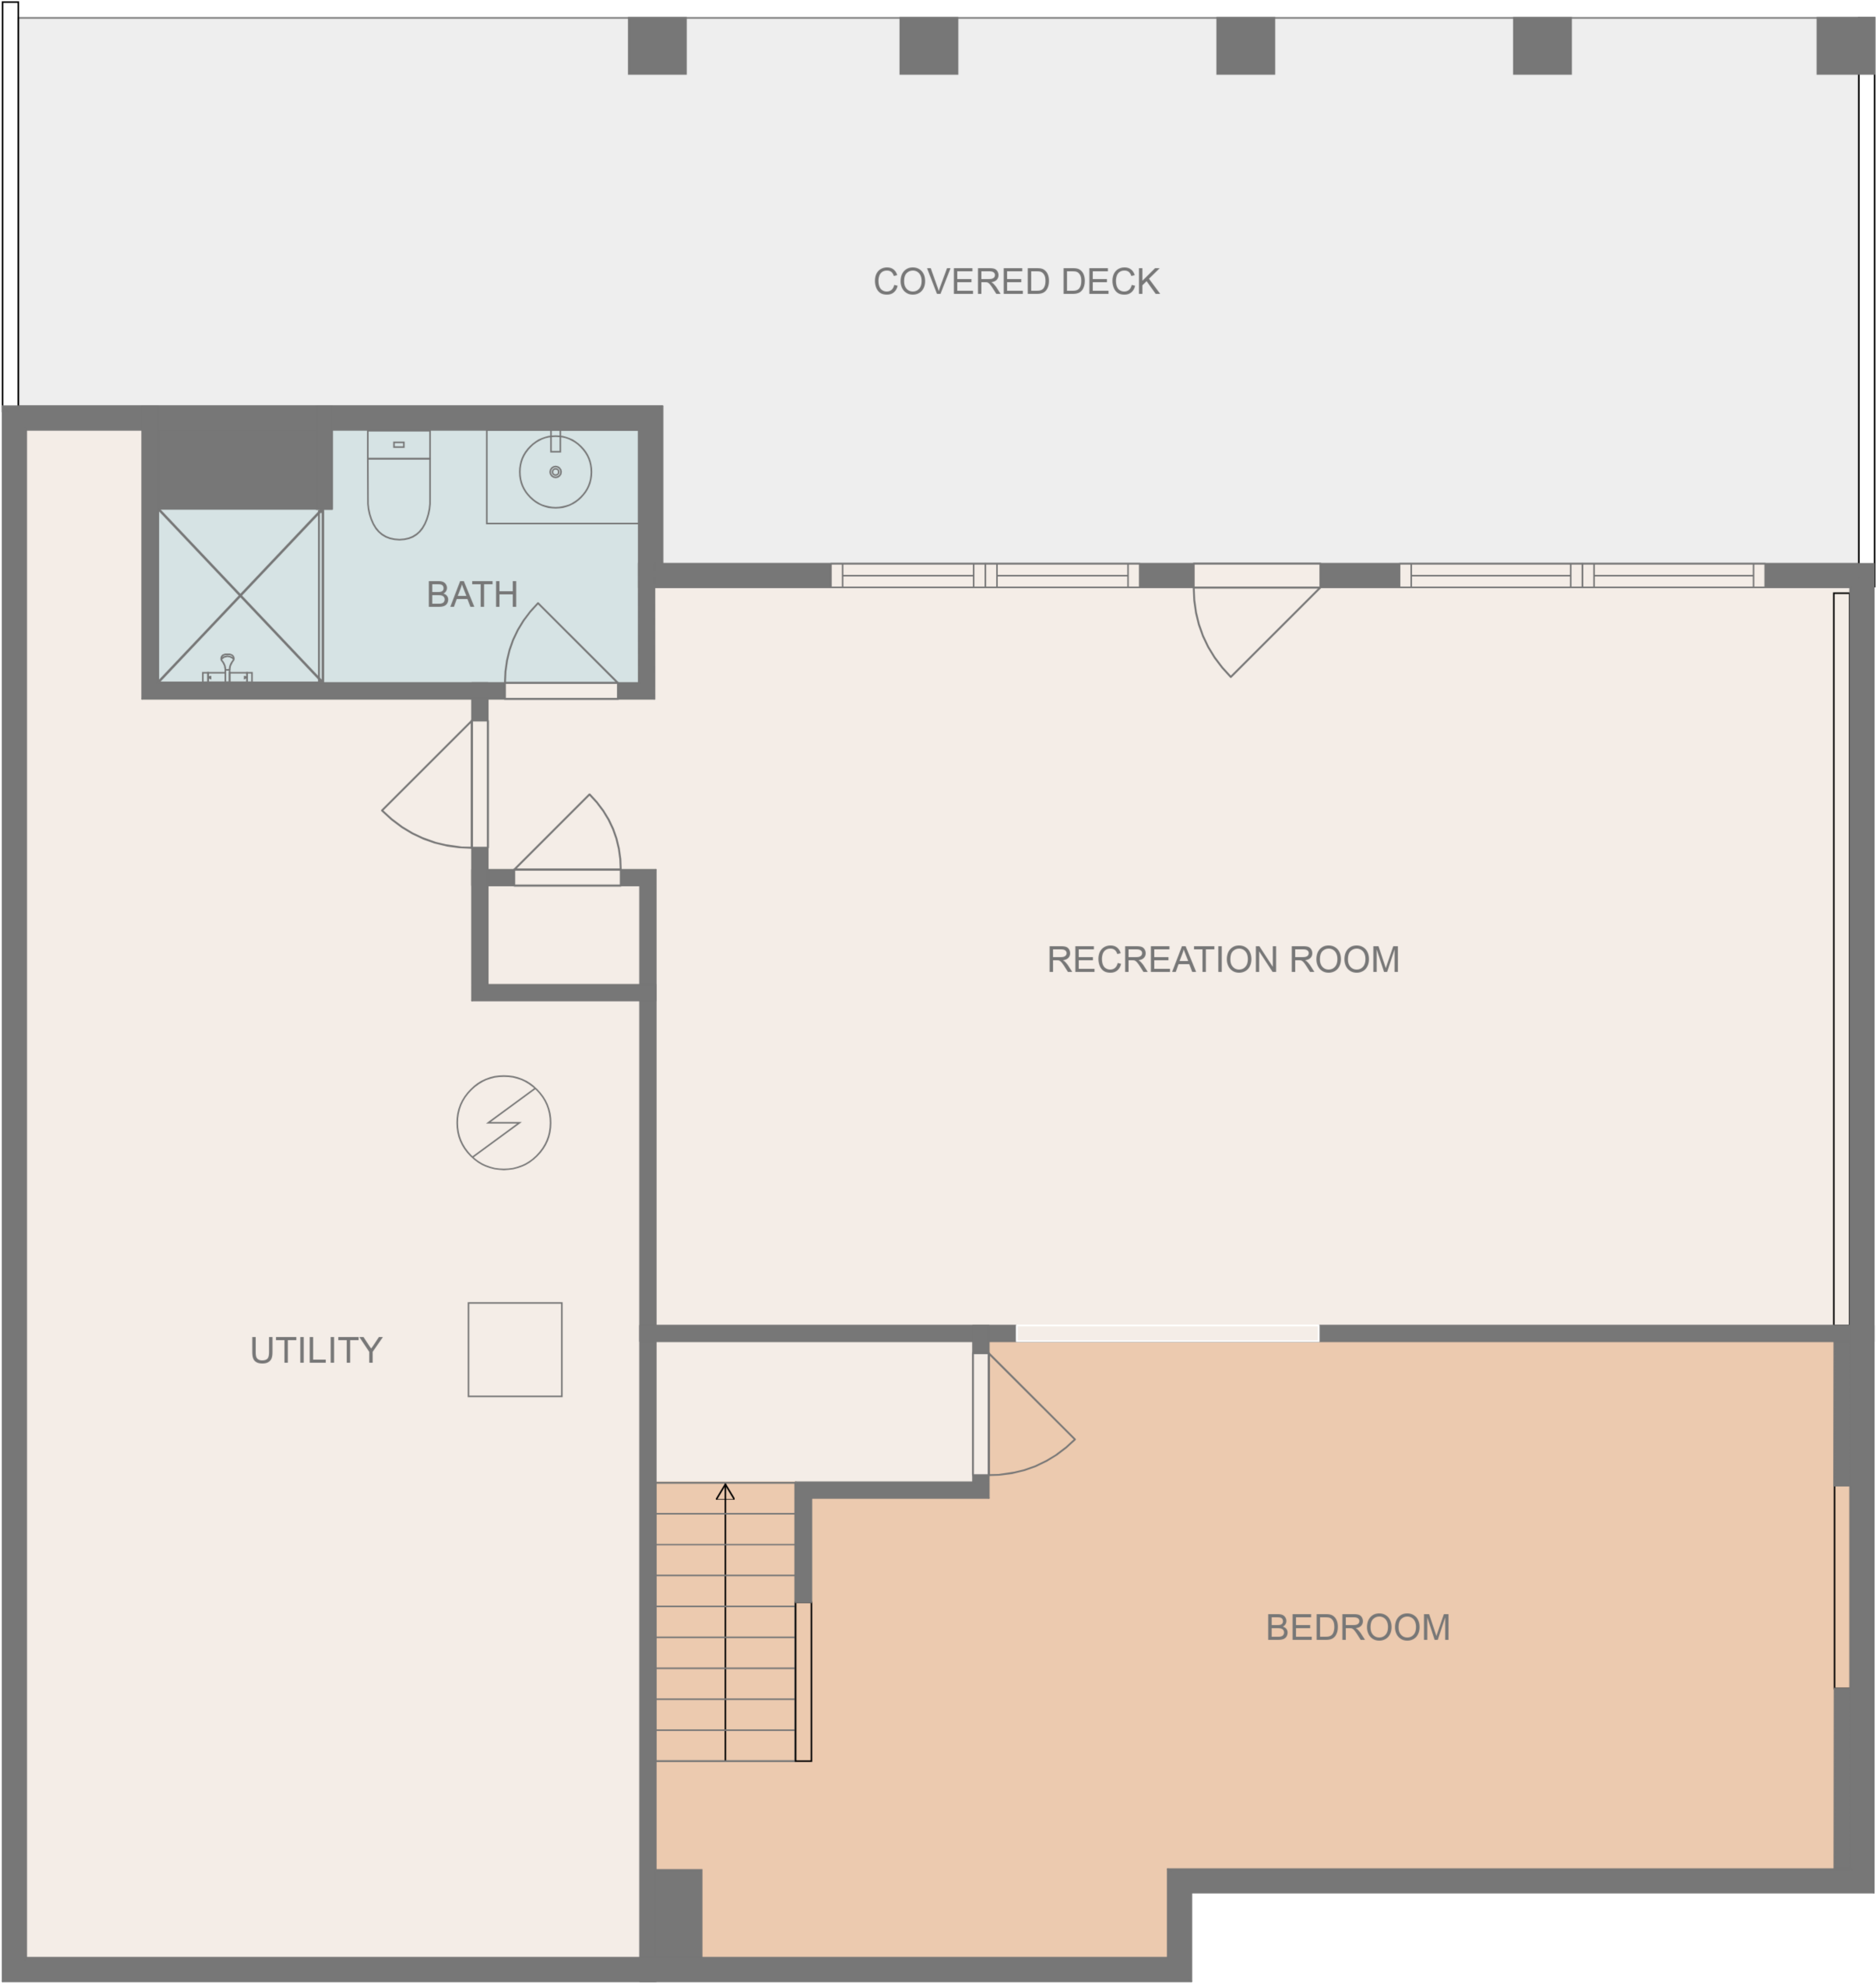 COVERED DECK
BATH
RECREATION ROOM
UTILITY
BEDROOM